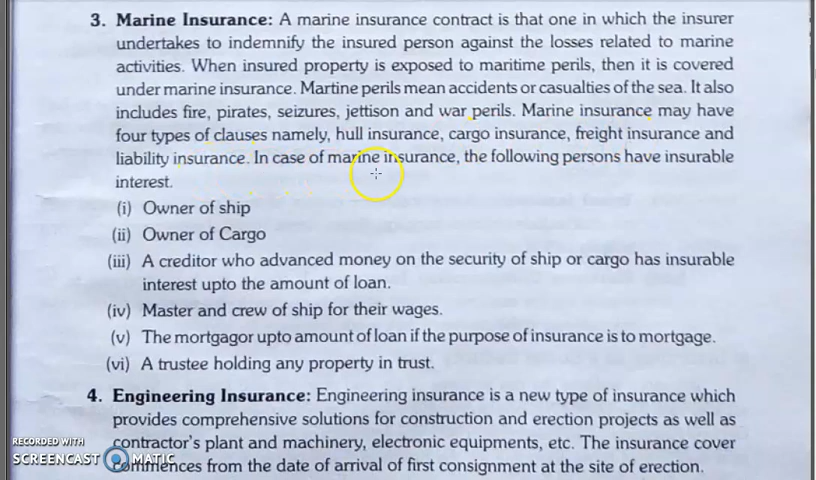 3. Marine Insurance: A marine insurance contract is that one in which the insurer
undertakes to indemnify the insured person against the losses related to marine
activities. When insured property is exposed to maritime perils, then it is covered
under marine insurance. Martine perils mean accidents or casualties of the sea. It also
includes fire, pirates, seizures, jettison and war perils. Marine insurance may have
four types of clauses namely, hull insurance, cargo insurance, freight insurance and
liability insurance. In case of marine insurance, the following persons have insurable
interest.
(i) Owner of ship
(ii) Owner of Cargo
(iii) A creditor who advanced money on the security of ship or cargo has insurable
interest upto the amount of loan.
(iv) Master and crew of ship for their wages.
(v) The mortgagor upto amount of loan if the purpose of insurance is to mortgage.
(vi) A trustee holding any property in trust.
4. Engineering Insurance: Engineering insurance is a new type of insurance which
provides comprehensive solutions for construction and erection projects as well as
contractor's plant and machinery, electronic equipments, etc. The insurance cover
commences from the date of arrival of first consignment at the site of erection.
RECORDED WITH
SCREENCAST MATIC